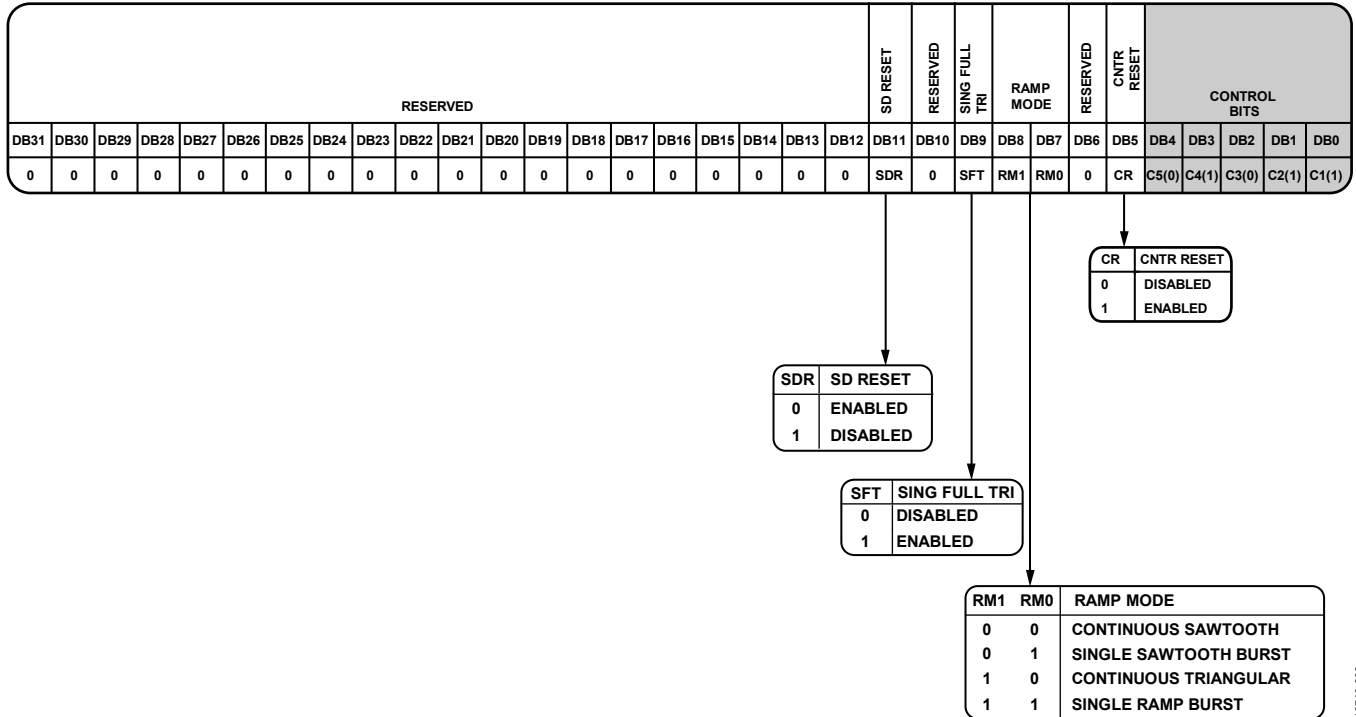 RESERVED
SD RESET
RESERVED
SING FULL
TRI
RAMP
MODE
RESERVED
CNTR
RESET
CONTROL
BITS
DB31 DB30 DB29 DB28 DB27 DB26 DB25 DB24 DB23 DB22 DB21 DB20 DB19 DB18 DB17 DB16 DB15 DB14 DB13 DB12 DB11 DB10 DB9 DB8 DB7 DB6 DB5 DB4 DB3 DB2 DB1 DB0
0 0 0 0 0 0 0 0 0 0 0 0 0 0 0 0 0 0 0 0 SDR 0 SFT RM1 RM0 0 CR C5(0) C4(1) C3(0) C2(1) C1(1)
CR CNTR RESET
0 DISABLED
1 ENABLED
SDR SD RESET
0 ENABLED
1 DISABLED
SFT SING FULL TRI
0 DISABLED
1 ENABLED
RM1 RM0 RAMP MODE
0 0 CONTINUOUS SAWTOOTH
0 1 SINGLE SAWTOOTH BURST
1 0 CONTINUOUS TRIANGULAR
1 1 SINGLE RAMP BURST